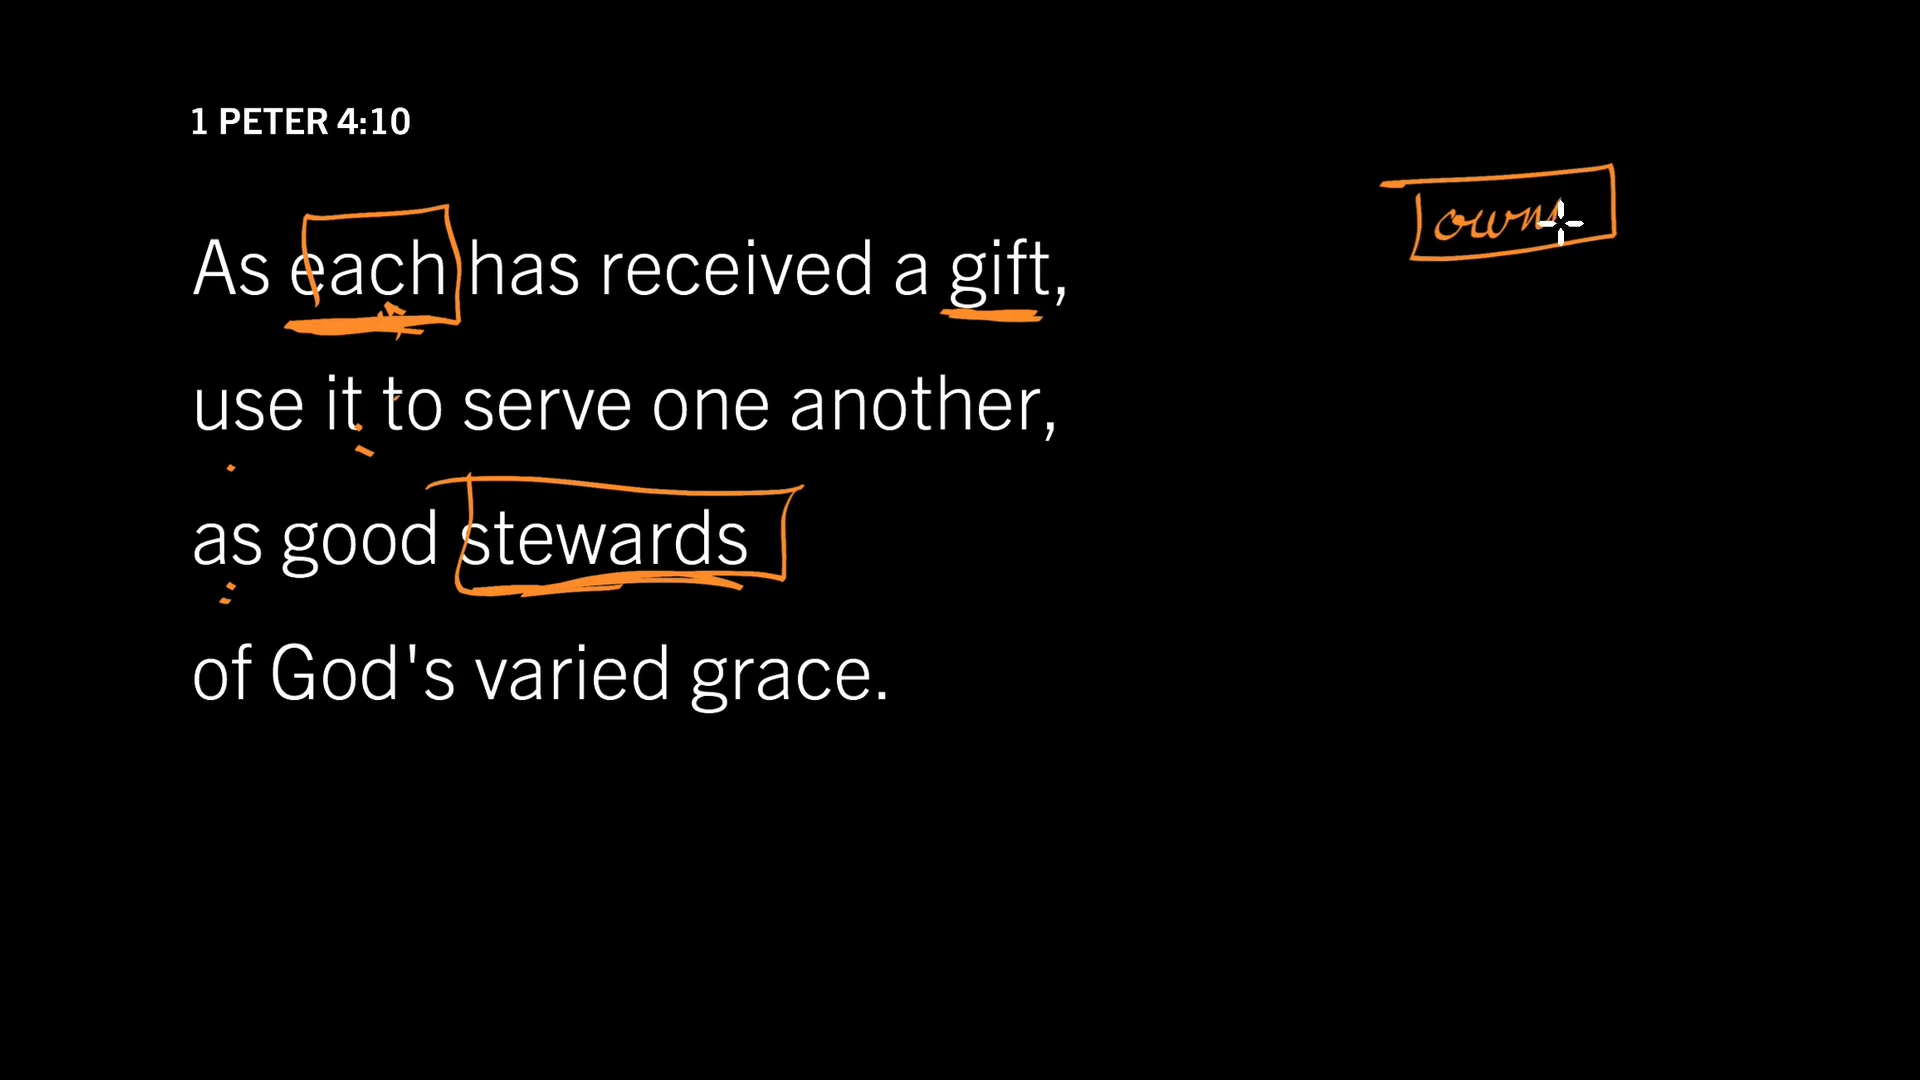 1 PETER 4:10
As each has received a gift,
use it to serve one another,
as good stewards
of God's varied grace.
own